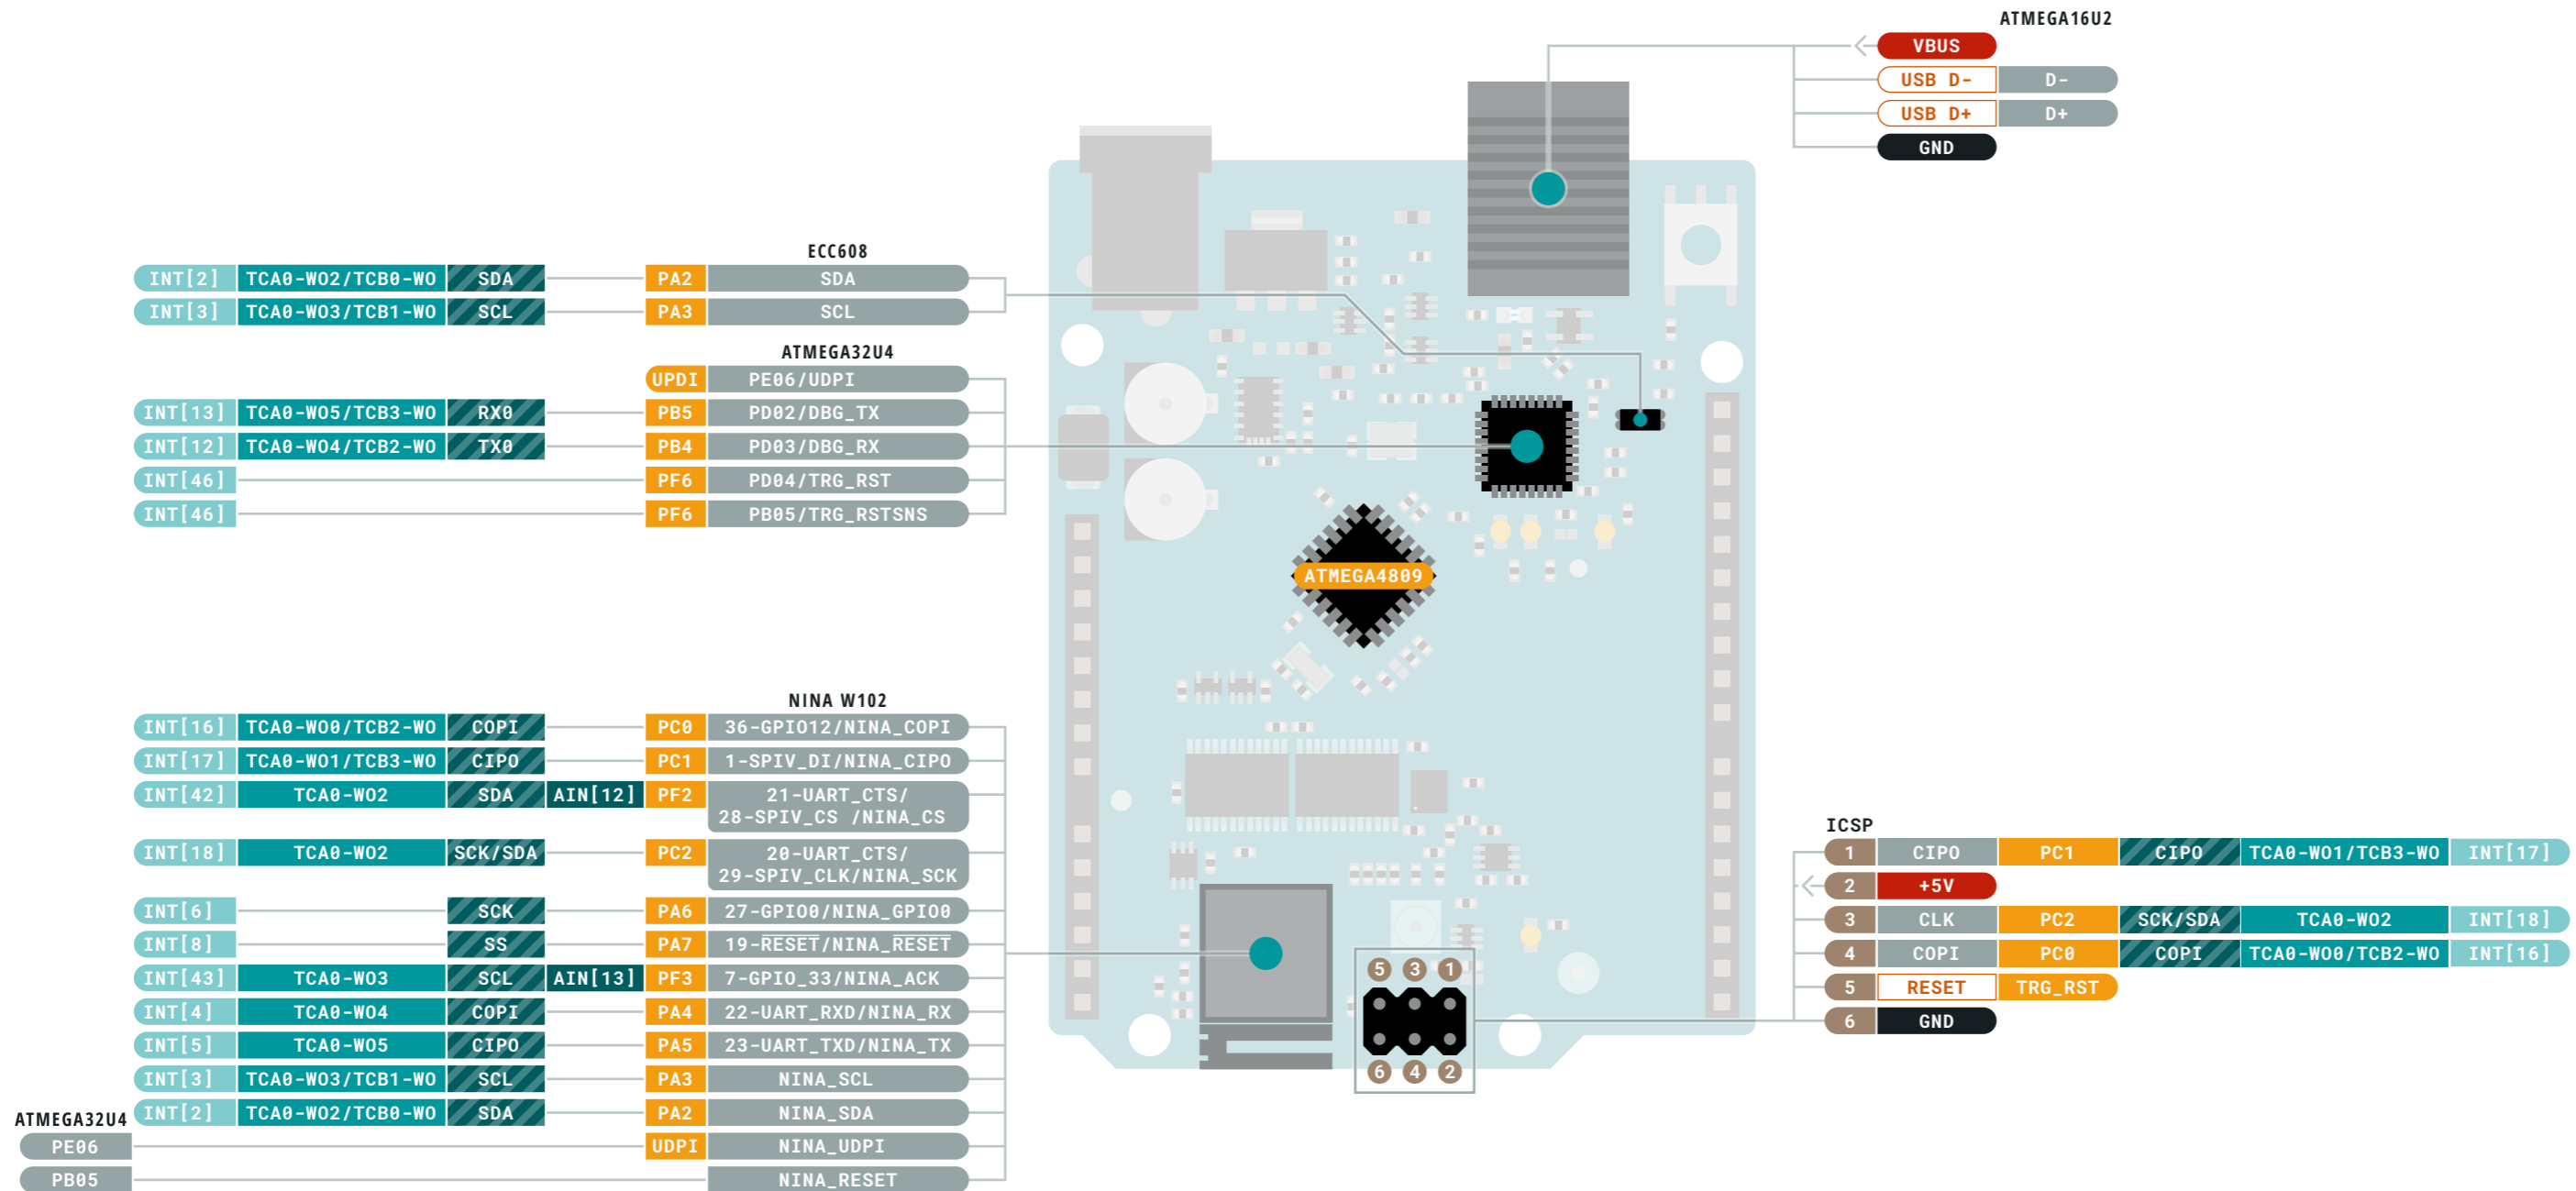 ATMEGA16U2
VBUS
USB D- D-
USB D+ D+
GND
ECC608
INT[2] TCA0-WO2/TCB0-WO SDA PA2 SDA
INT[3] TCA0-WO3/TCB1-WO SCL PA3 SCL
ATMEGA32U4
UPDI PE06/UDPI
INT[13] TCA0-WO5/TCB3-WO RX0 PB5 PD02/DBG_TX
INT[12] TCA0-WO4/TCB2-WO TX0 PB4 PD03/DBG_RX
INT[46] PF6 PD04/TRG_RST
INT[46] PF6 PB05/TRG_RSTSNS
ATMEGA4809
NINA W102
INT[16] TCA0-WO0/TCB2-WO COPI PC0 36-GPIO12/NINA_COPI
INT[17] TCA0-WO1/TCB3-WO CIPO PC1 1-SPIV_DI/NINA_CIPO
INT[42] TCA0-WO2 SDA AIN[12] PF2 21-UART_CTS/
28-SPIV_CS /NINA_CS
INT[18] TCA0-WO2 SCK/SDA PC2 20-UART_CTS/
29-SPIV_CLK/NINA_SCK
INT[6] SCK PA6 27-GPIO0/NINA_GPIO0
INT[8] SS PA7 19-RESET/NINA_RESET
INT[43] TCA0-WO3 SCL AIN[13] PF3 7-GPIO_33/NINA_ACK
INT[4] TCA0-WO4 COPI PA4 22-UART_RXD/NINA_RX
INT[5] TCA0-WO5 CIPO PA5 23-UART_TXD/NINA_TX
INT[3] TCA0-WO3/TCB1-WO SCL PA3 NINA_SCL
INT[2] TCA0-WO2/TCB0-WO SDA PA2 NINA_SDA
ATMEGA32U4
PE06 UDPI NINA_UDPI
PB05 NINA_RESET
5 3 1
6 4 2
ICSP
1 CIPO PC1 CIPO TCA0-WO1/TCB3-WO INT[17]
2 +5V
3 CLK PC2 SCK/SDA TCA0-WO2 INT[18]
4 COPI PC0 COPI TCA0-WO0/TCB2-WO INT[16]
5 RESET TRG_RST
6 GND